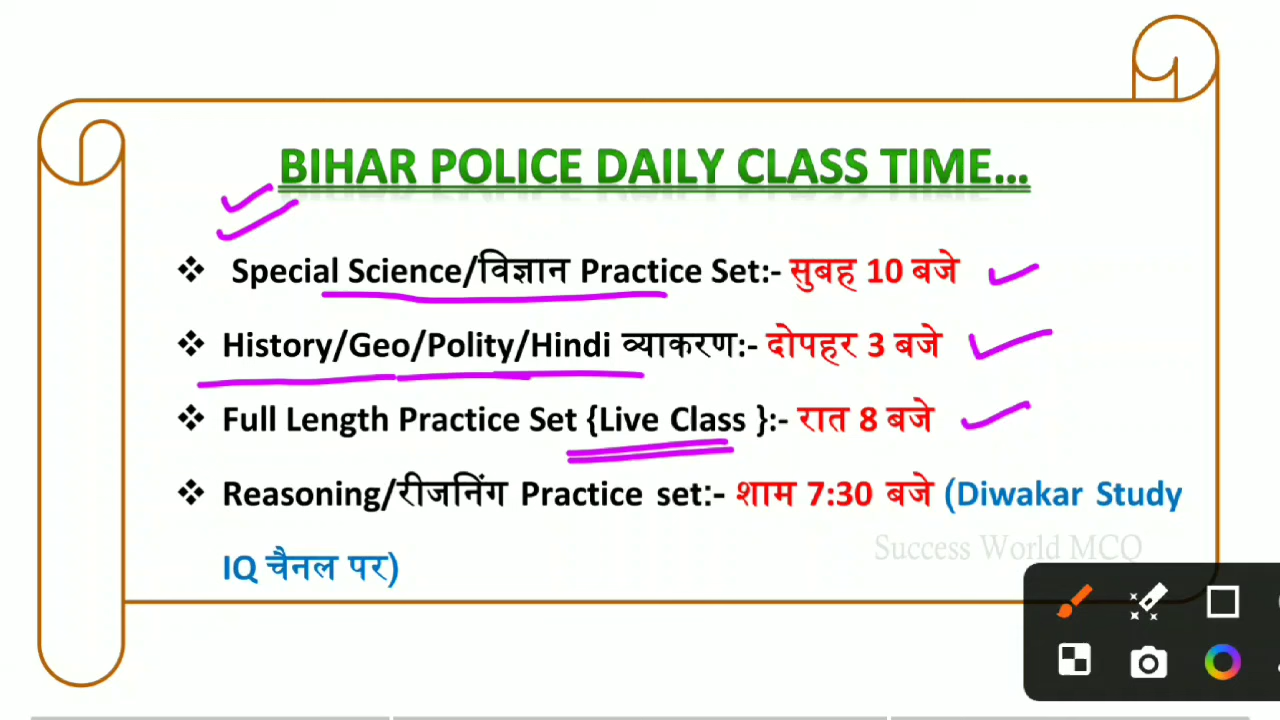 BIHAR POLICE DAILY CLASS TIME...
❖ Special Science/विज्ञान Practice Set:- सुबह 10 बजे
❖ History/Geo/Polity/Hindi व्याकरण:- दोपहर 3 बजे
❖ Full Length Practice Set {Live Class }:- रात 8 बजे
❖ Reasoning/रीजनिंग Practice set:- शाम 7:30 बजे (Diwakar Study
IQ चैनल पर)
Success World MCQ